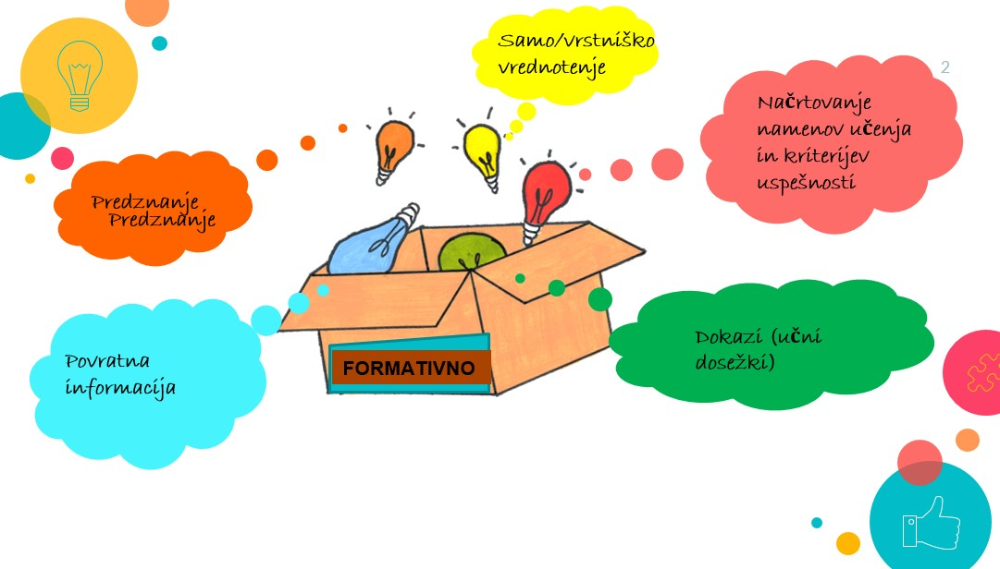 Samo/vrstniško
vrednotenje
2
Načrtovanje
namenov učenja
in kriterijev
uspešnosti
Predznanje
Predznanje
Povratna
informacija
Dokazi (učni
dosežki)
FORMATIVNO